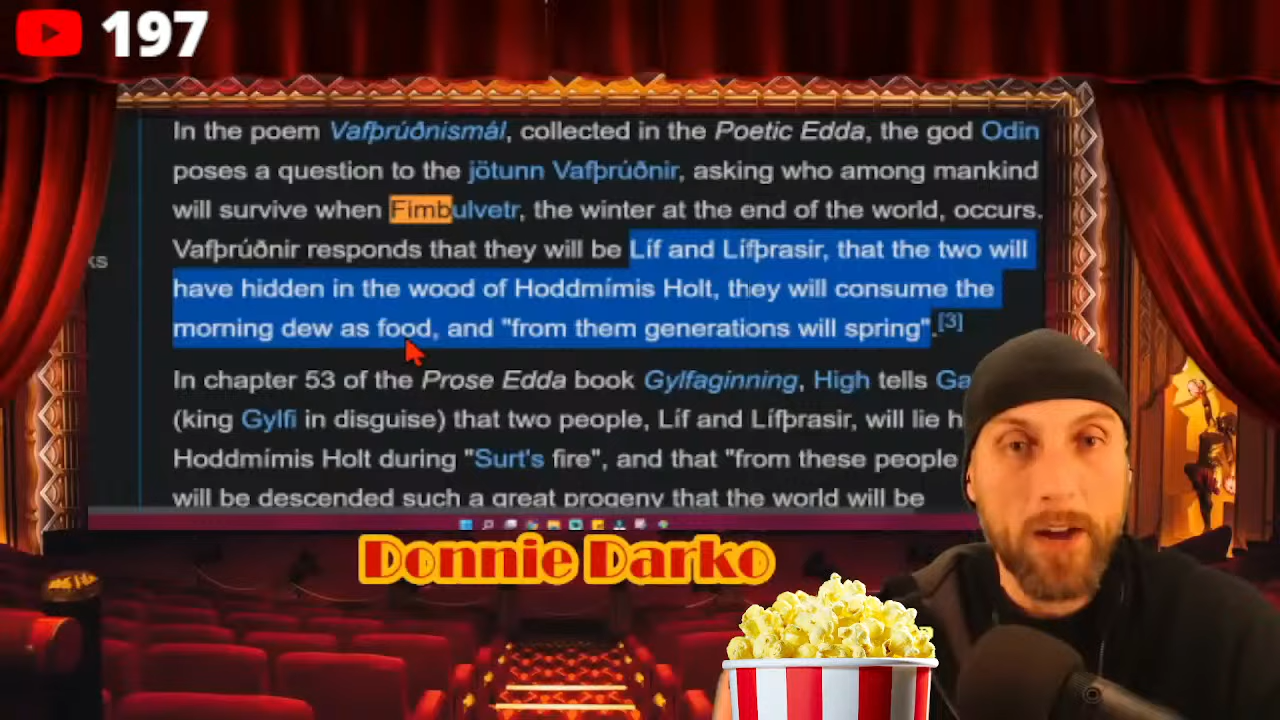 197
In the poem Vafþrúðnismál, collected in the Poetic Edda, the god Odin
poses a question to the jötunn Vafþrúðnir, asking who among mankind
will survive when Fimbulvetr, the winter at the end of the world, occurs.
Vafþrúðnir responds that they will be Líf and Lífþrasir, that the two will
ks
have hidden in the wood of Hoddmímis Holt, they will consume the
morning dew as food, and "from them generations will spring".[3]
In chapter 53 of the Prose Edda book Gylfaginning, High tells Ga
(king Gylfi in disguise) that two people, Líf and Lífþrasir, will lie h
Hoddmímis Holt during "Surt's fire", and that "from these people
will be descended such a great progeny that the world will be
Donnie Darko